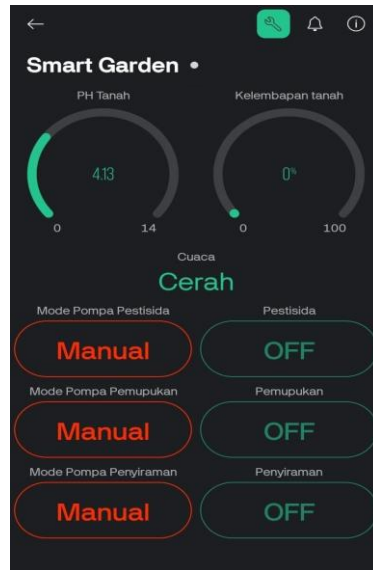 Smart Garden
PH Tanah Kelembapan tanah
4.13 0%
0 14 0 100
Cuaca
Cerah
Mode Pompa Pestisida Pestisida
Manual OFF
Mode Pompa Pemupukan Pemupukan
Manual OFF
Mode Pompa Penyiraman Penyiraman
Manual OFF